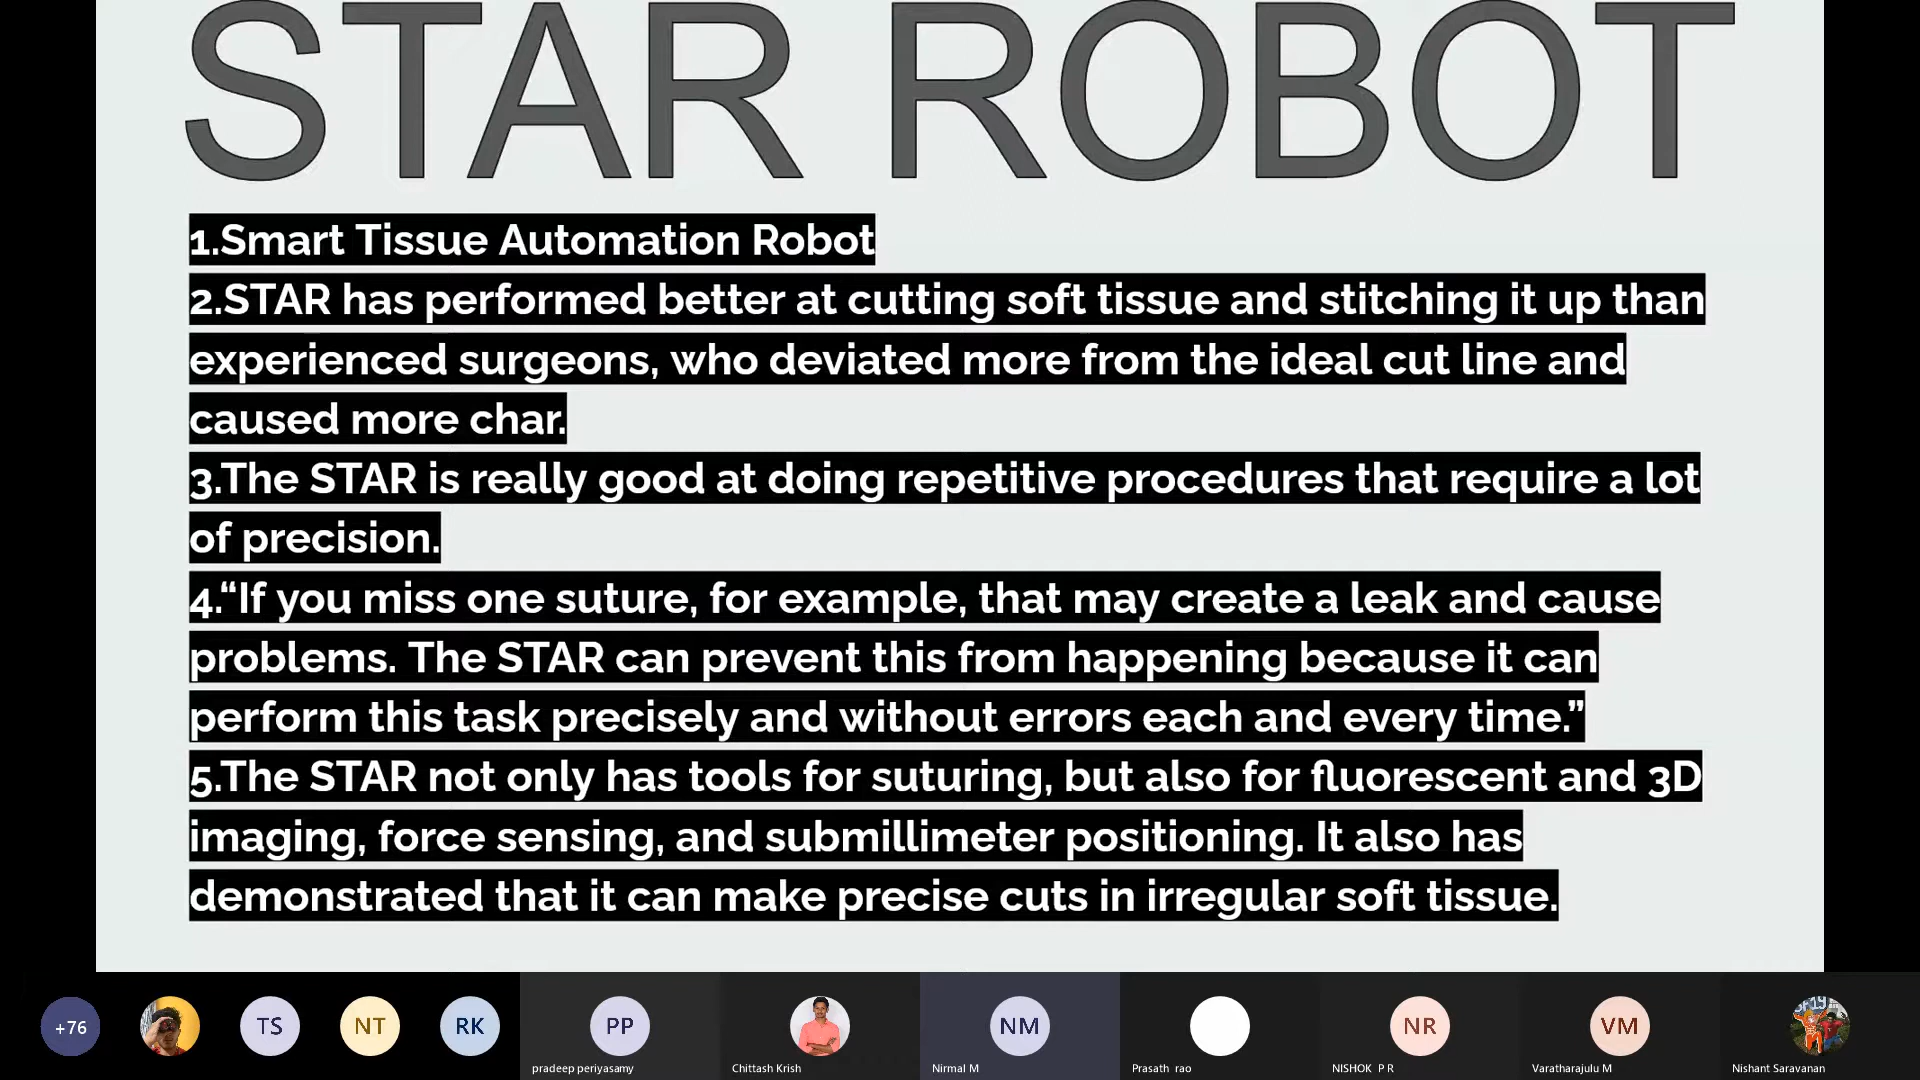 STAR ROBOT
1.Smart Tissue Automation Robot
2.STAR has performed better at cutting soft tissue and stitching it up than
experienced surgeons, who deviated more from the ideal cut line and
caused more char.
3.The STAR is really good at doing repetitive procedures that require a lot
of precision.
4.“If you miss one suture, for example, that may create a leak and cause
problems. The STAR can prevent this from happening because it can
perform this task precisely and without errors each and every time.”
5.The STAR not only has tools for suturing, but also for fluorescent and 3D
imaging, force sensing, and submillimeter positioning. It also has
demonstrated that it can make precise cuts in irregular soft tissue.
+76 TS NT RK PP NM NR VM
pradeep periyasamy Chittash Krish Nirmal M Prasath rao NISHOK P R Varatharajulu M Nishant Saravanan